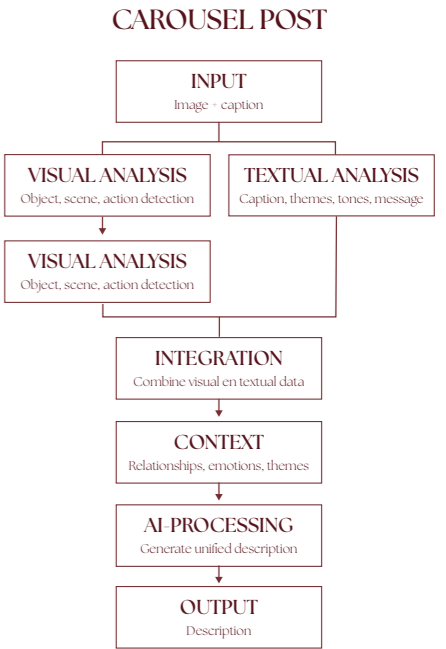 CAROUSEL POST
INPUT
Image + caption
VISUAL ANALYSIS
Object, scene, action detection
TEXTUAL ANALYSIS
Caption, themes, tones, message
VISUAL ANALYSIS
Object, scene, action detection
INTEGRATION
Combine visual en textual data
CONTEXT
Relationships, emotions, themes
AI-PROCESSING
Generate unified description
OUTPUT
Description